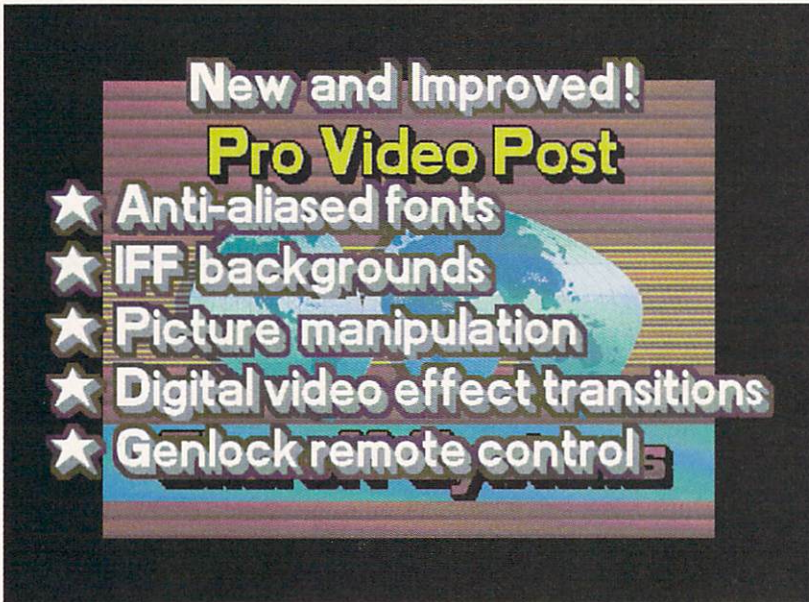 New and Improved!
Pro Video Post
★ Anti-aliased fonts
★ IFF backgrounds
★ Picture manipulation
★ Digital video effect transitions
★ Genlock remote control